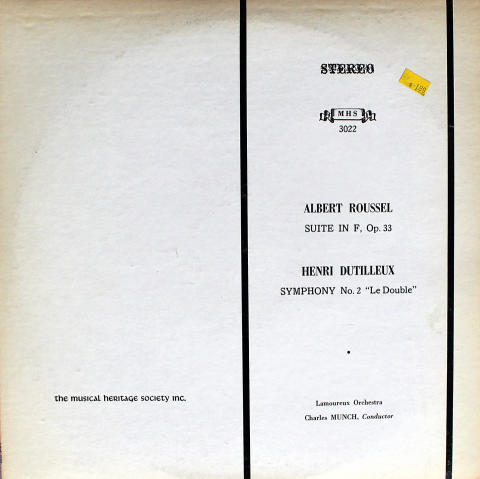 STEREO
MHS
3022
ALBERT ROUSSEL
SUITE IN F, Op. 33
HENRI DUTILLEUX
SYMPHONY No. 2 "Le Double"
the musical heritage society inc.
Lamoureux Orchestra
Charles MUNCH, Conductor